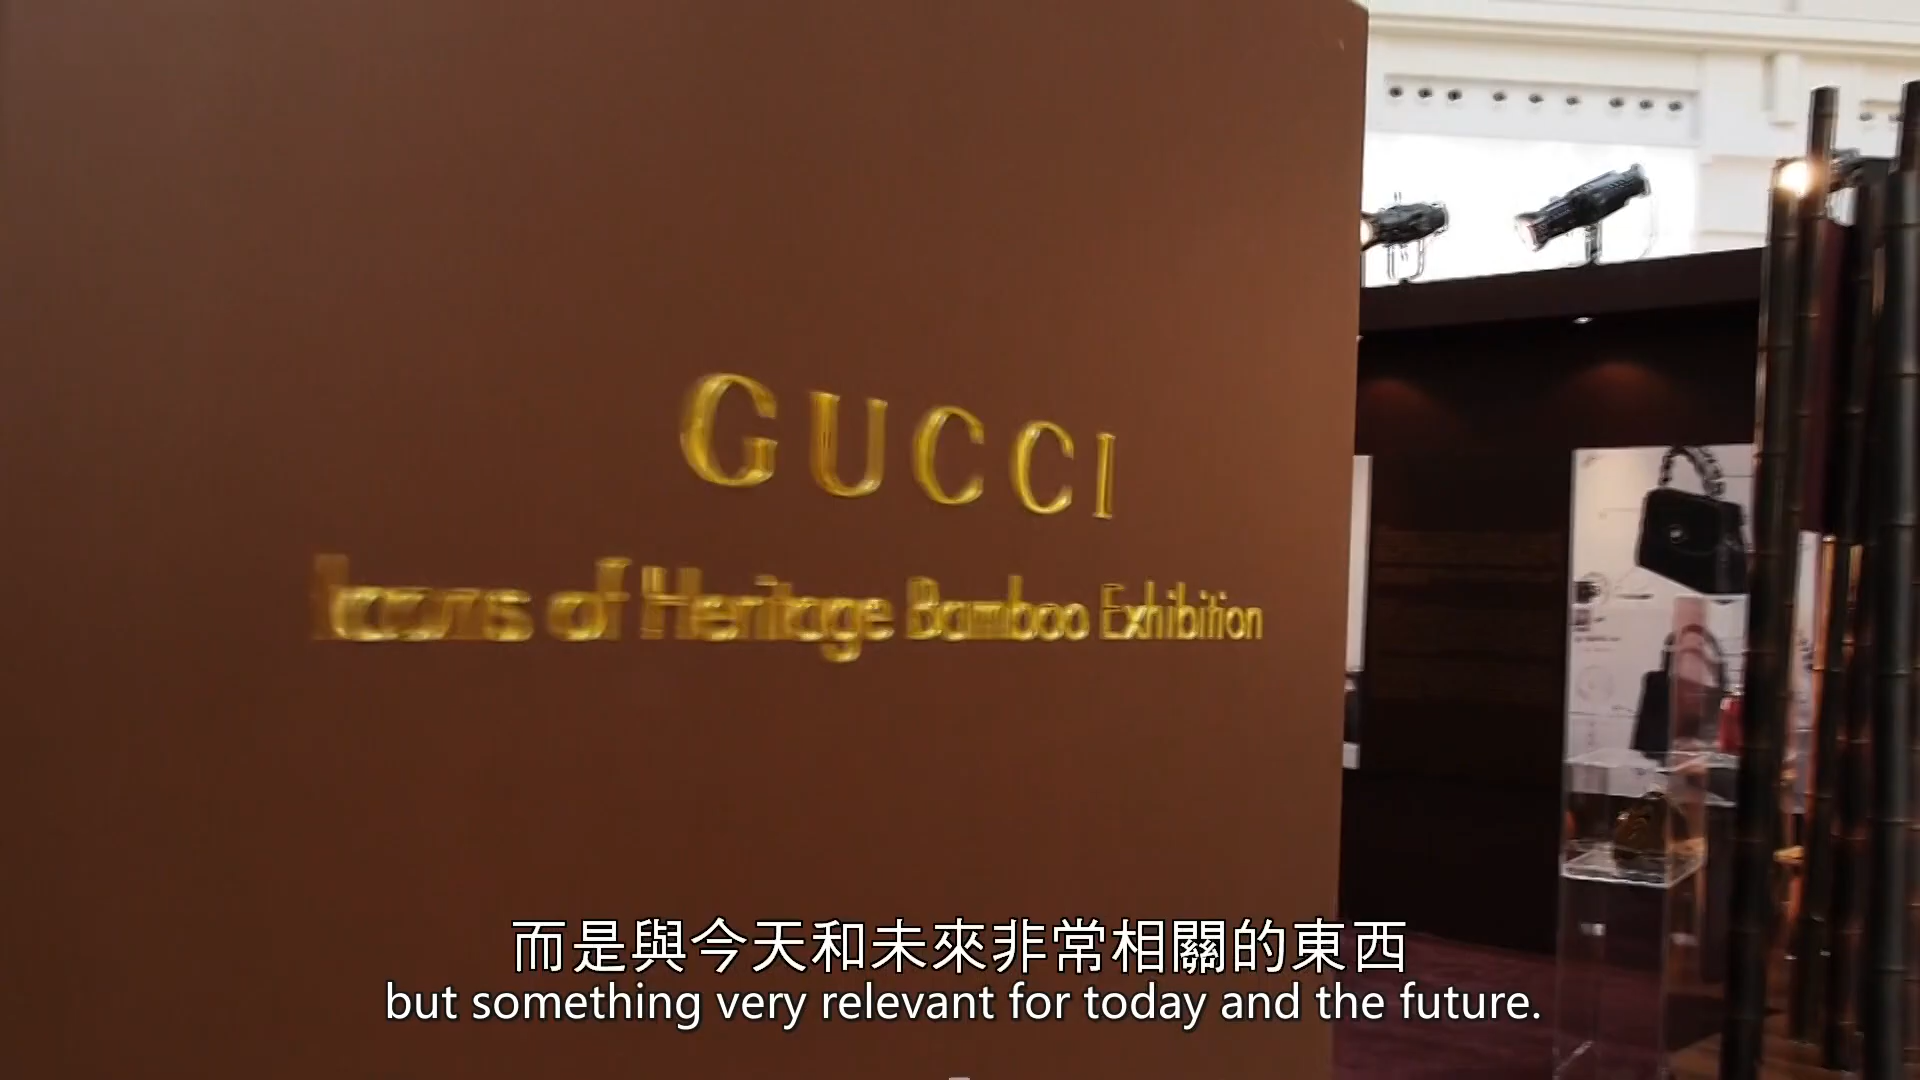 GUCCI
Icons of Heritage Bamboo Exhibition
而是與今天和未來非常相關的東西
but something very relevant for today and the future.